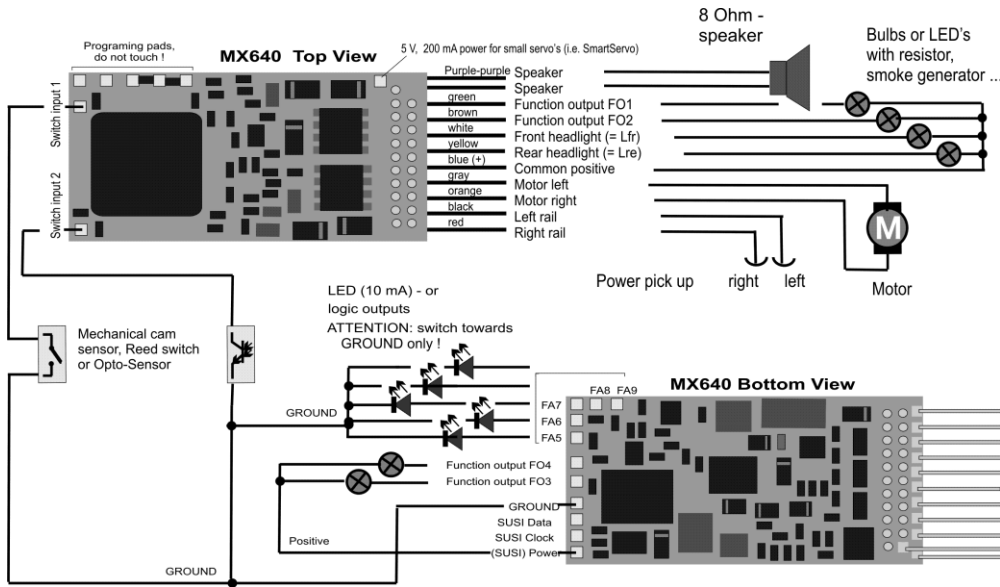 Programing pads,
do not touch !
MX640  Top View
5 V,  200 mA power for small servo's (i.e. SmartServo)
8 Ohm -
speaker
Bulbs or LED's
with resistor,
smoke generator ...
Switch input 1
Switch input 2
Purple-purple Speaker
Speaker
green Function output FO1
brown Function output FO2
white Front headlight (= Lfr)
yellow Rear headlight (= Lre)
blue (+) Common positive
gray Motor left
orange Motor right
black Left rail
red Right rail
M
Motor
Power pick up right left
LED (10 mA) - or
logic outputs
ATTENTION: switch towards
GROUND only !
Mechanical cam
sensor, Reed switch
or Opto-Sensor
GROUND
MX640 Bottom View
FA8 FA9
FA7
FA6
FA5
Function output FO4
Function output FO3
GROUND
SUSI Data
SUSI Clock
(SUSI) Power
Positive
GROUND